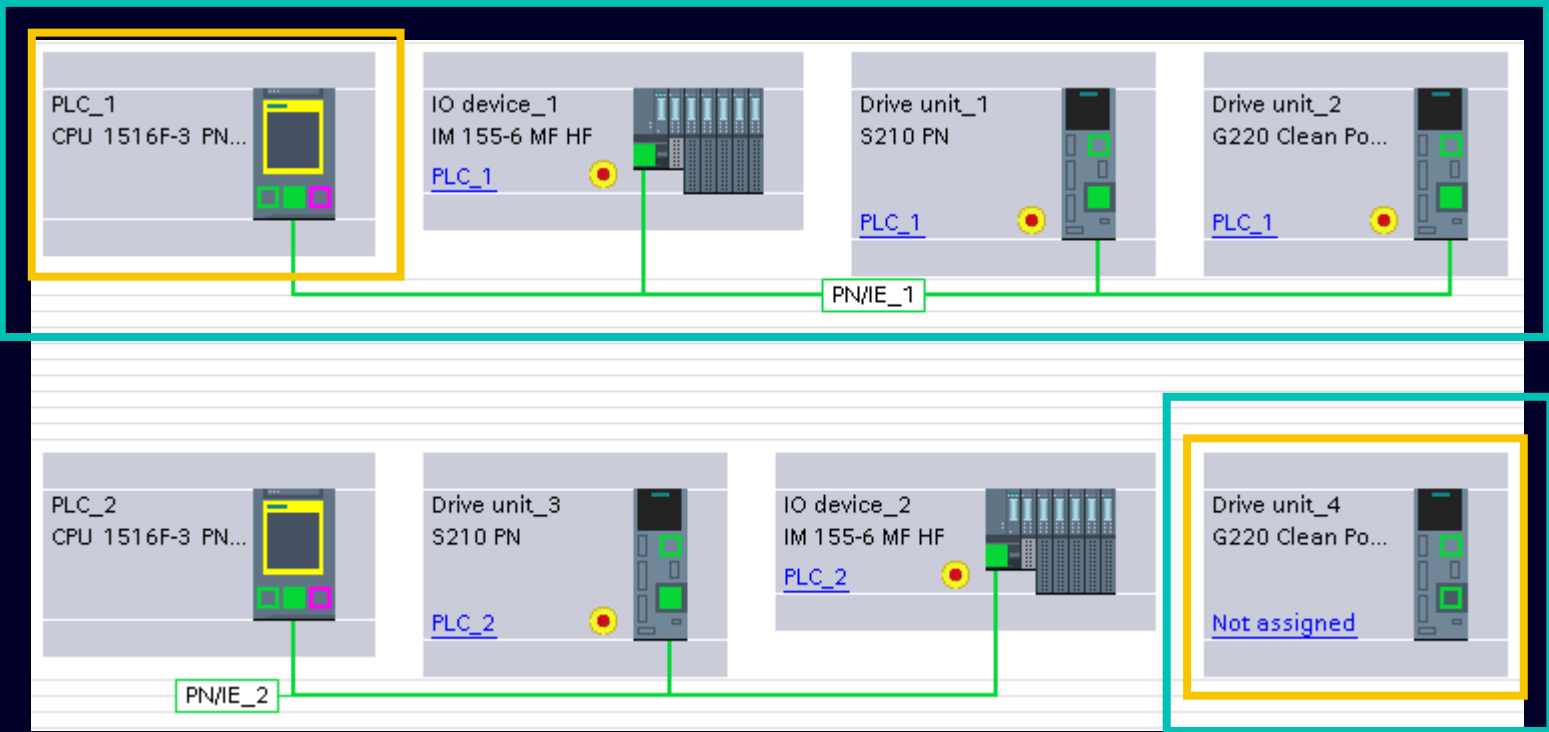 PLC_1
CPU 1516F-3 PN...
IO device_1
IM 155-6 MF HF
PLC_1
Drive unit_1
S210 PN
PLC_1
Drive unit_2
G220 Clean Po...
PLC_1
PN/IE_1
PLC_2
CPU 1516F-3 PN...
Drive unit_3
S210 PN
PLC_2
IO device_2
IM 155-6 MF HF
PLC_2
Drive unit_4
G220 Clean Po...
Not assigned
PN/IE_2